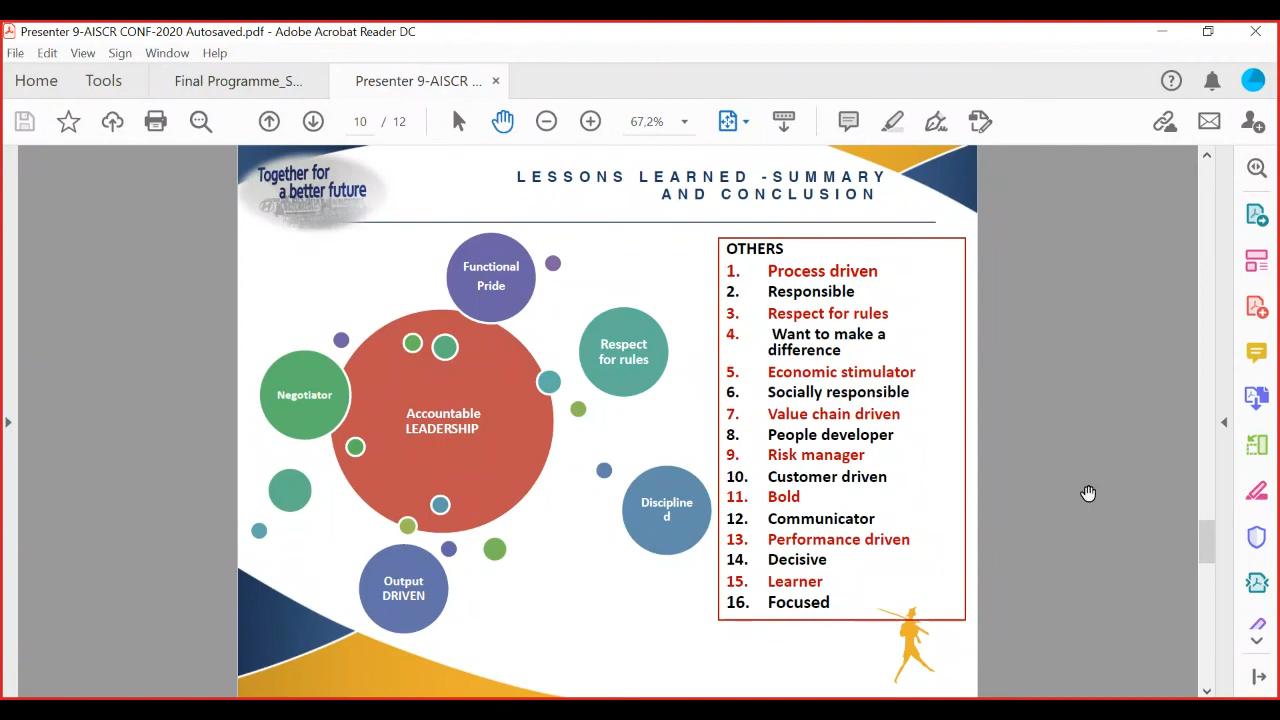 Presenter 9-AISCR CONF-2020 Autosaved.pdf - Adobe Acrobat Reader DC
File Edit View Sign Window Help
Home Tools Final Programme_S... Presenter 9-AISCR ... ×
10 / 12 67,2%
Together for
a better future
LESSONS LEARNED -SUMMARY
AND CONCLUSION
Functional
Pride
Respect
for rules
Negotiator
Accountable
LEADERSHIP
Discipline
d
Output
DRIVEN
OTHERS
1. Process driven
2. Responsible
3. Respect for rules
4. Want to make a
difference
5. Economic stimulator
6. Socially responsible
7. Value chain driven
8. People developer
9. Risk manager
10. Customer driven
11. Bold
12. Communicator
13. Performance driven
14. Decisive
15. Learner
16. Focused